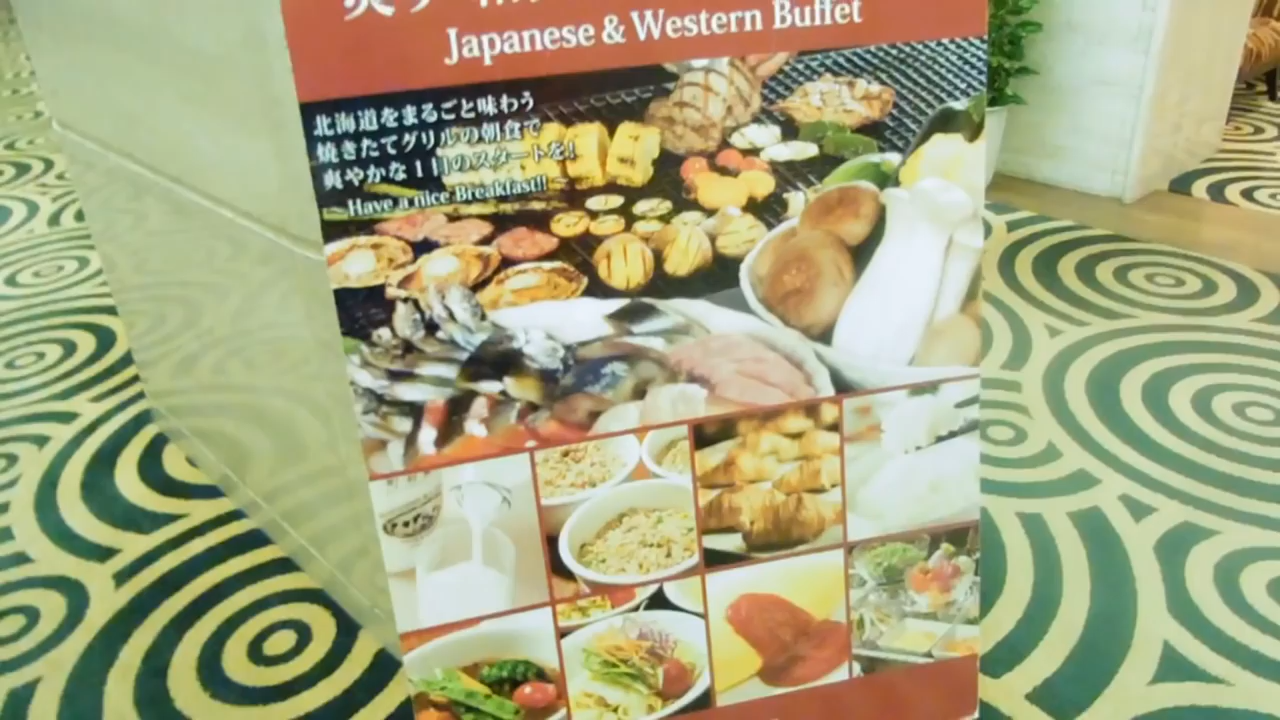 Japanese & Western Buffet
北海道をまるごと味わう
焼きたてグリルの朝食で
爽やかな1日のスタートを!
Have a nice Breakfast!!